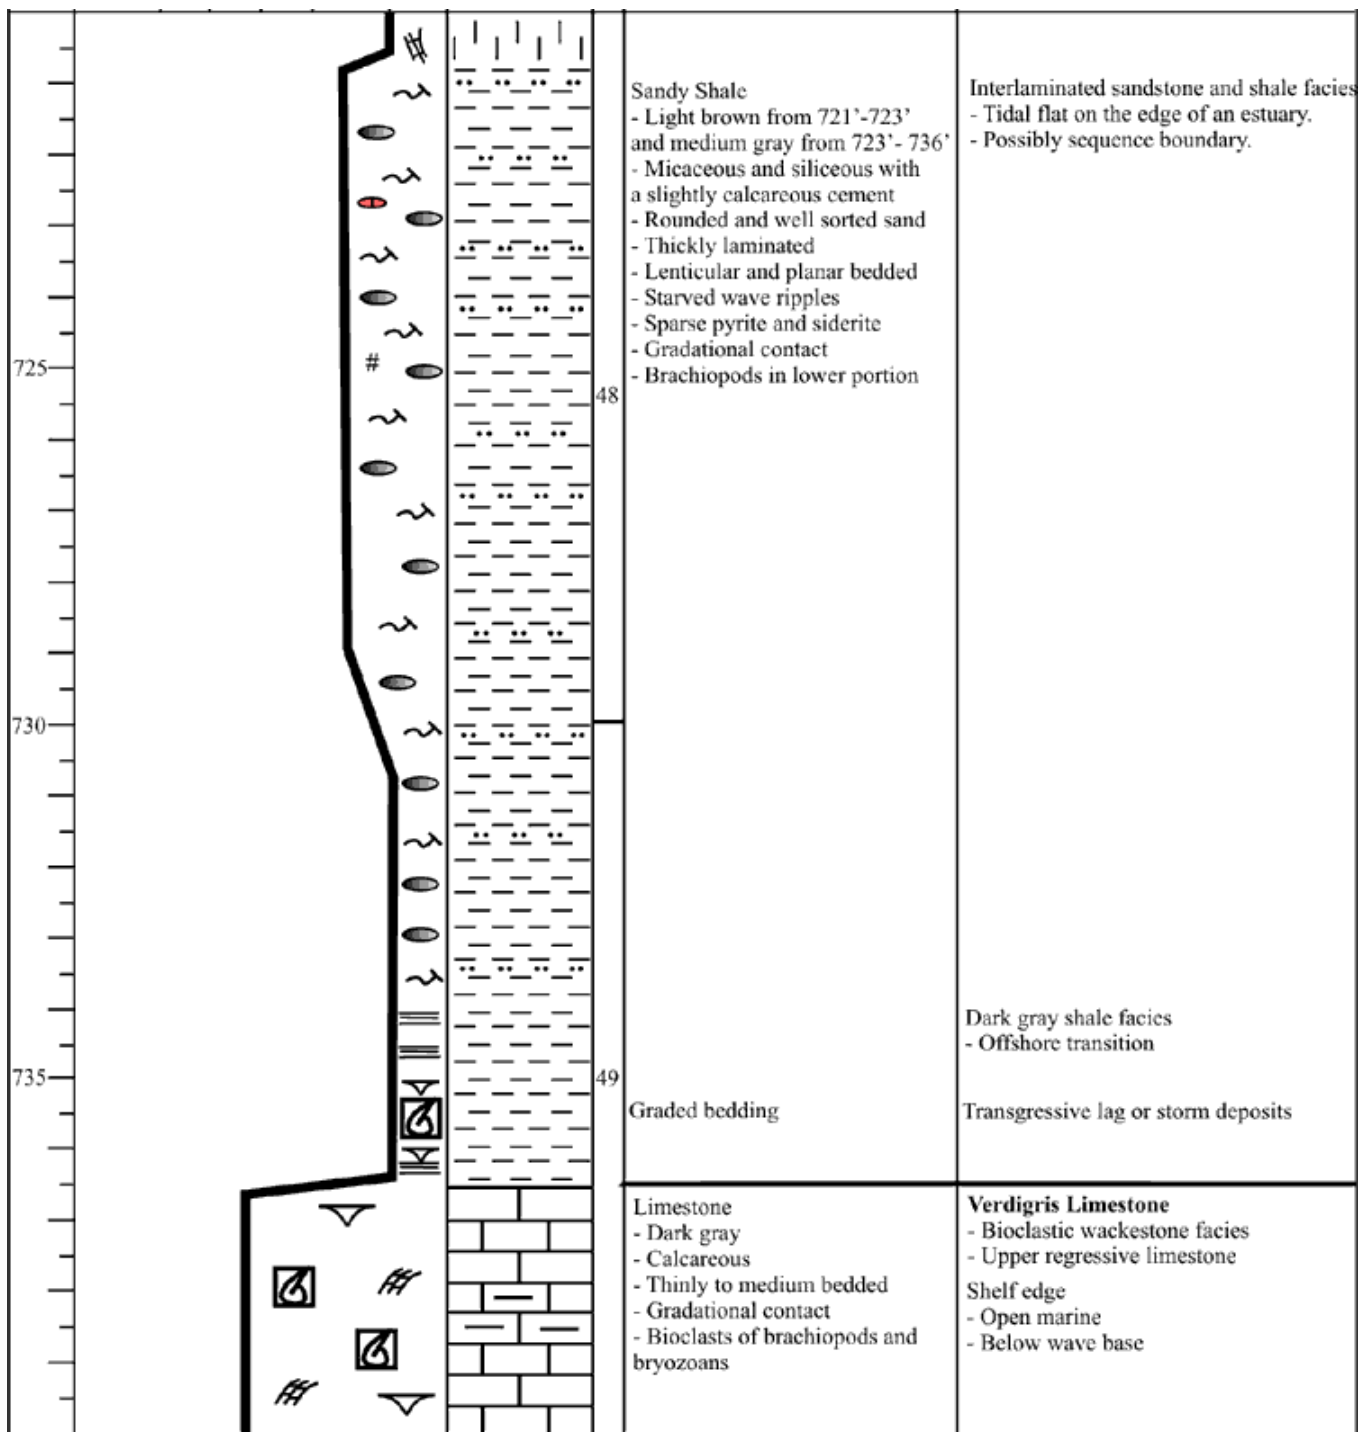 Sandy Shale
- Light brown from 721’-723’
and medium gray from 723’- 736’
- Micaceous and siliceous with
a slightly calcareous cement
- Rounded and well sorted sand
- Thickly laminated
- Lenticular and planar bedded
- Starved wave ripples
- Sparse pyrite and siderite
- Gradational contact
- Brachiopods in lower portion
Interlaminated sandstone and shale facies
- Tidal flat on the edge of an estuary.
- Possibly sequence boundary.
725
#
48
730
Dark gray shale facies
- Offshore transition
735
49
Graded bedding
Transgressive lag or storm deposits
Limestone
- Dark gray
- Calcareous
- Thinly to medium bedded
- Gradational contact
- Bioclasts of brachiopods and
bryozoans
Verdigris Limestone
- Bioclastic wackestone facies
- Upper regressive limestone
Shelf edge
- Open marine
- Below wave base